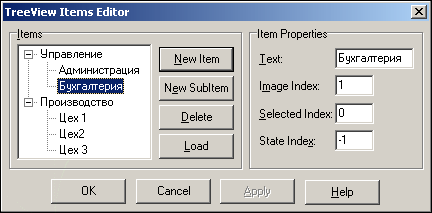 TreeView Items Editor
Items
Управление
Администрация
Бухгалтерия
Производство
Цех 1
Цех2
Цех 3
New Item
New SubItem
Delete
Load
Item Properties
Text: Бухгалтерия
Image Index: 1
Selected Index: 0
State Index: -1
OK Cancel Apply Help